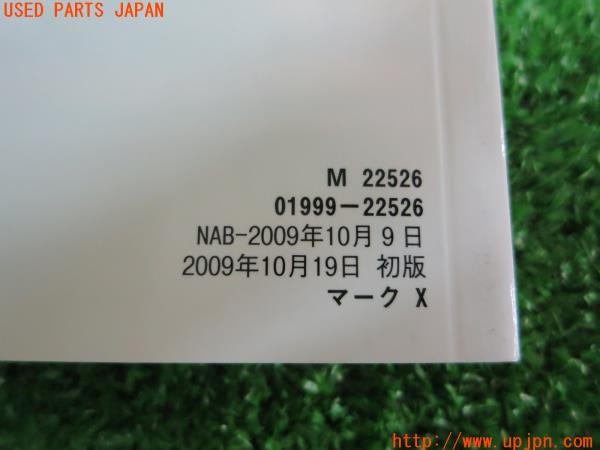 USED PARTS JAPAN
M 22526
01999-22526
NAB-2009年10月9日
2009年10月19日 初版
マークX
http://www.upjpn.com/